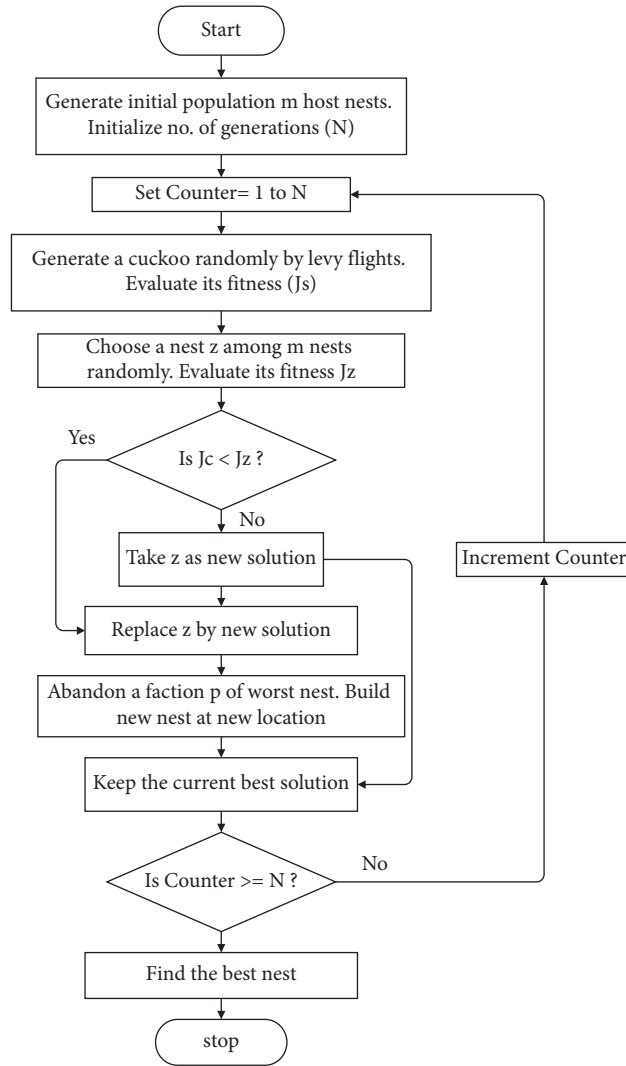 Start
Generate initial population m host nests.
Initialize no. of generations (N)
Set Counter= 1 to N
Generate a cuckoo randomly by levy flights.
Evaluate its fitness (Js)
Choose a nest z among m nests
randomly. Evaluate its fitness Jz
Yes
Is Jc < Jz ?
No
Take z as new solution
Increment Counter
Replace z by new solution
Abandon a faction p of worst nest. Build
new nest at new location
Keep the current best solution
Is Counter >= N ?
No
Find the best nest
stop